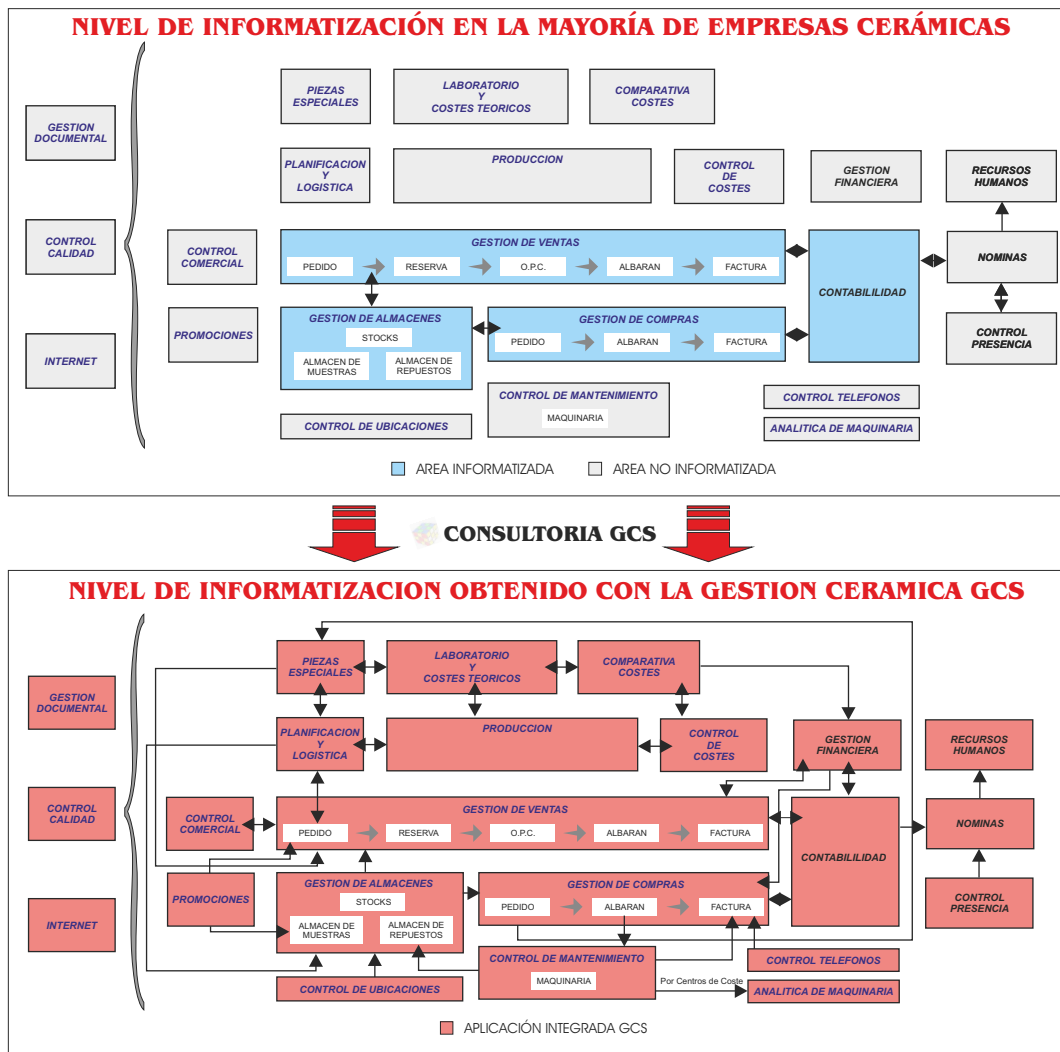 NIVEL DE INFORMATIZACIÓN EN LA MAYORÍA DE EMPRESAS CERÁMICAS
GESTION
DOCUMENTAL
CONTROL
CALIDAD
INTERNET
PIEZAS
ESPECIALES
LABORATORIO
Y
COSTES TEORICOS
COMPARATIVA
COSTES
PLANIFICACION
Y
LOGISTICA
PRODUCCION
CONTROL
DE
COSTES
GESTION
FINANCIERA
RECURSOS
HUMANOS
CONTROL
COMERCIAL
GESTION DE VENTAS
PEDIDO
RESERVA
O.P.C.
ALBARAN
FACTURA
CONTABILILIDAD
NOMINAS
PROMOCIONES
GESTION DE ALMACENES
STOCKS
ALMACEN DE
MUESTRAS
ALMACEN DE
REPUESTOS
GESTION DE COMPRAS
PEDIDO
ALBARAN
FACTURA
CONTROL
PRESENCIA
CONTROL DE UBICACIONES
CONTROL DE MANTENIMIENTO
MAQUINARIA
CONTROL TELEFONOS
ANALITICA DE MAQUINARIA
AREA INFORMATIZADA
AREA NO INFORMATIZADA
CONSULTORIA GCS
NIVEL DE INFORMATIZACION OBTENIDO CON LA GESTION CERAMICA GCS
GESTION
DOCUMENTAL
CONTROL
CALIDAD
INTERNET
PIEZAS
ESPECIALES
LABORATORIO
Y
COSTES TEORICOS
COMPARATIVA
COSTES
PLANIFICACION
Y
LOGISTICA
PRODUCCION
CONTROL
DE
COSTES
GESTION
FINANCIERA
RECURSOS
HUMANOS
CONTROL
COMERCIAL
GESTION DE VENTAS
PEDIDO
RESERVA
O.P.C.
ALBARAN
FACTURA
CONTABILILIDAD
NOMINAS
PROMOCIONES
GESTION DE ALMACENES
STOCKS
ALMACEN DE
MUESTRAS
ALMACEN DE
REPUESTOS
GESTION DE COMPRAS
PEDIDO
ALBARAN
FACTURA
CONTROL
PRESENCIA
CONTROL DE UBICACIONES
CONTROL DE MANTENIMIENTO
MAQUINARIA
Por Centros de Coste
CONTROL TELEFONOS
ANALITICA DE MAQUINARIA
APLICACIÓN INTEGRADA GCS